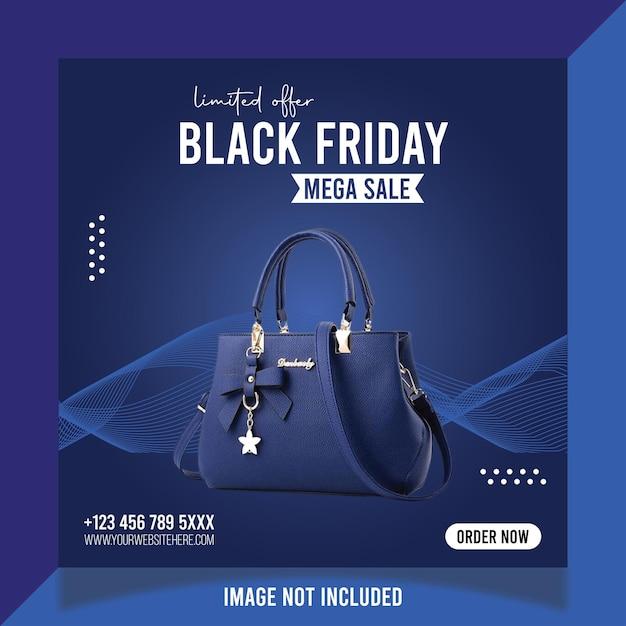 limited offer
BLACK FRIDAY
MEGA SALE
+123 456 789 5XXX
WWW.YOURWEBSITEHERE.COM
ORDER NOW
IMAGE NOT INCLUDED